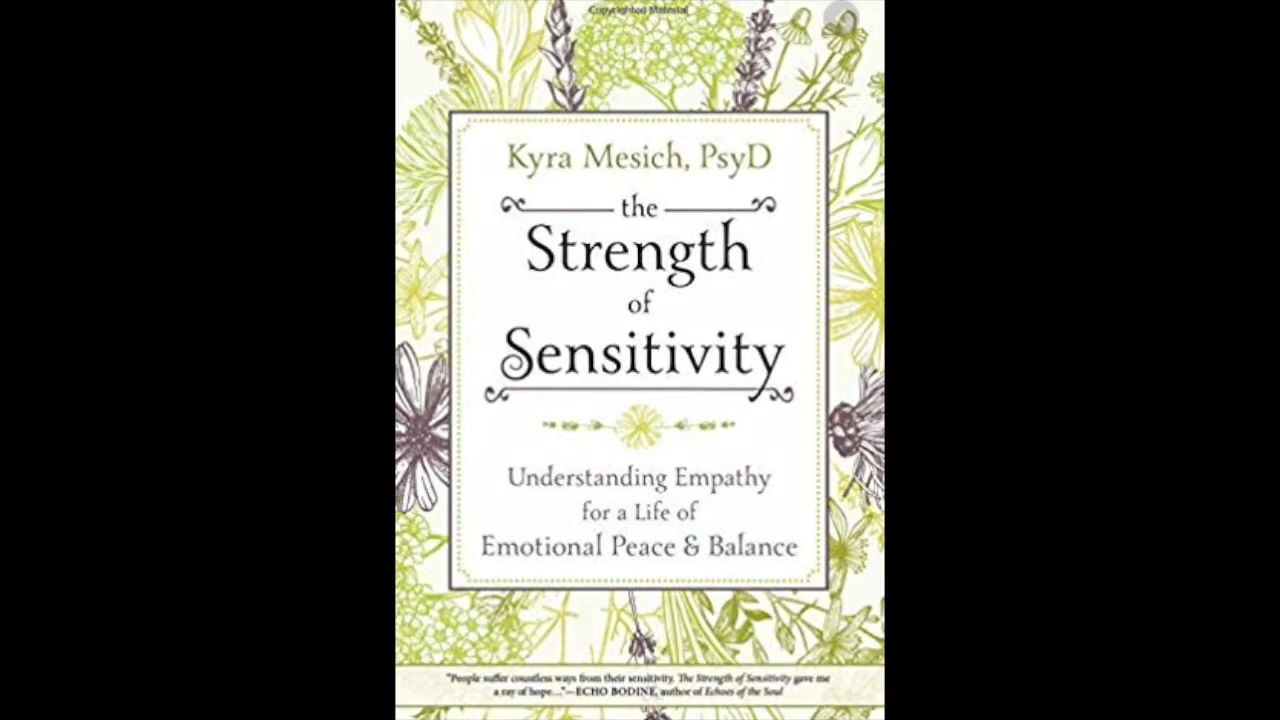 Copyrighted Material
Kyra Mesich, PsyD
the
Strength
of
Sensitivity
Understanding Empathy
for a Life of
Emotional Peace & Balance
"People suffer countless ways from their sensitivity. The Strength of Sensitivity gave me
a ray of hope..."—ECHO BODINE, author of Echoes of the Soul